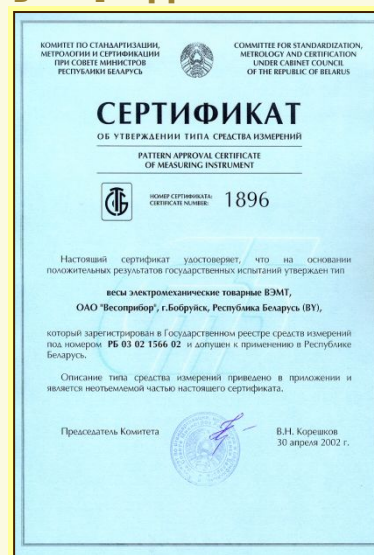 КОМИТЕТ ПО СТАНДАРТИЗАЦИИ,
МЕТРОЛОГИИ И СЕРТИФИКАЦИИ
ПРИ СОВЕТЕ МИНИСТРОВ
РЕСПУБЛИКИ БЕЛАРУСЬ
COMMITTEE FOR STANDARDIZATION,
METROLOGY AND CERTIFICATION
UNDER CABINET COUNCIL
OF THE REPUBLIC OF BELARUS
СЕРТИФИКАТ
ОБ УТВЕРЖДЕНИИ ТИПА СРЕДСТВА ИЗМЕРЕНИЙ
PATTERN APPROVAL CERTIFICATE
OF MEASURING INSTRUMENT
НОМЕР СЕРТИФИКАТА:
CERTIFICATE NUMBER:
1896
Настоящий сертификат удостоверяет, что на основании
положительных результатов государственных испытаний утвержден тип
весы электромеханические товарные ВЭМТ,
ОАО "Весоприбор", г.Бобруйск, Республика Беларусь (BY),
который зарегистрирован в Государственном реестре средств измерений
под номером РБ 03 02 1566 02 и допущен к применению в Республике
Беларусь.
Описание типа средства измерений приведено в приложении и
является неотъемлемой частью настоящего сертификата.
Председатель Комитета
В.Н. Корешков
30 апреля 2002 г.